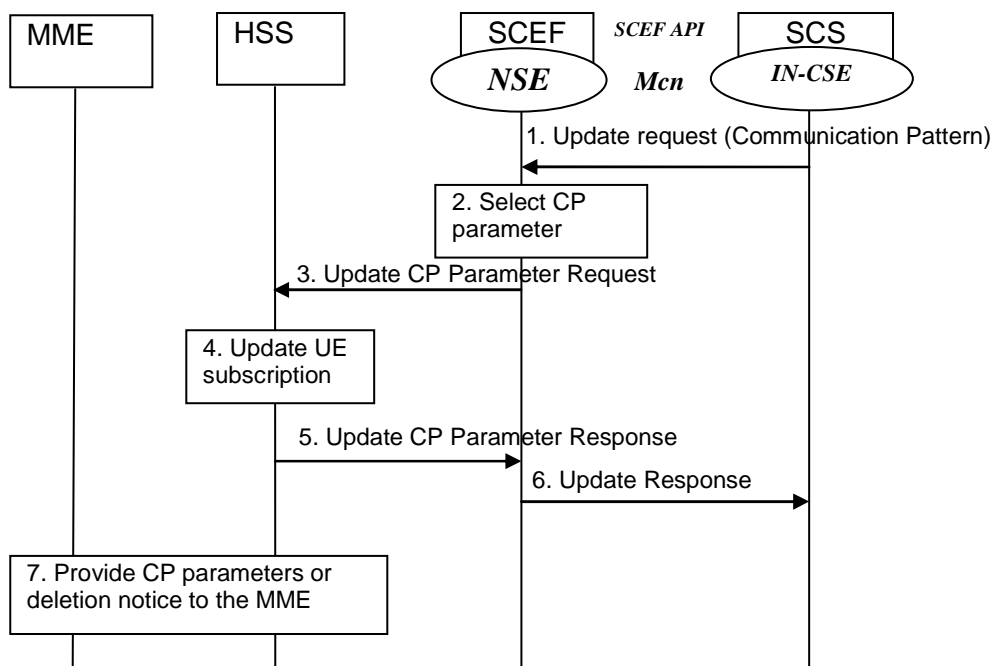 MME
HSS
SCEF
SCEF API
SCS
NSE
Mcn
IN-CSE
1. Update request (Communication Pattern)
2. Select CP
parameter
3. Update CP Parameter Request
4. Update UE
subscription
5. Update CP Parameter Response
6. Update Response
7. Provide CP parameters or
deletion notice to the MME